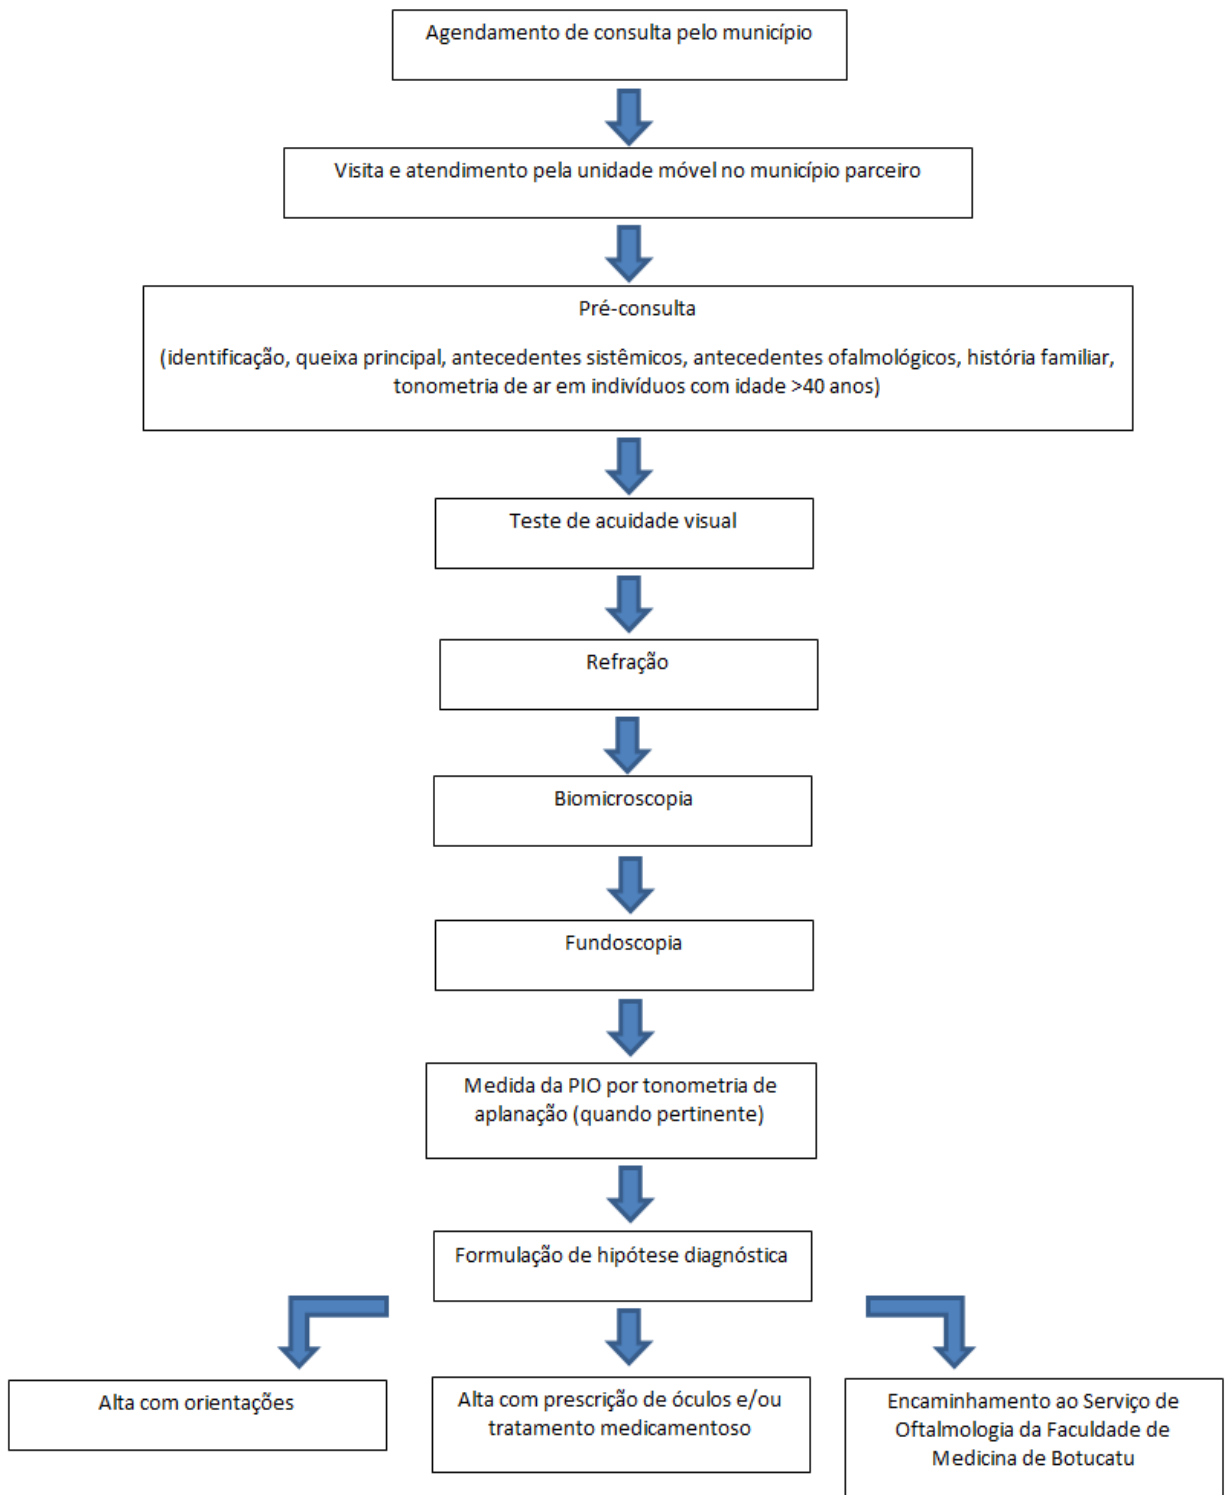 Agendamento de consulta pelo município
Visita e atendimento pela unidade móvel no município parceiro
Pré-consulta
(identificação, queixa principal, antecedentes sistêmicos, antecedentes ofalmológicos, história familiar,
tonometria de ar em indivíduos com idade >40 anos)
Teste de acuidade visual
Refração
Biomicroscopia
Fundoscopia
Medida da PIO por tonometria de
aplanação (quando pertinente)
Formulação de hipótese diagnóstica
Alta com orientações
Alta com prescrição de óculos e/ou
tratamento medicamentoso
Encaminhamento ao Serviço de
Oftalmologia da Faculdade de
Medicina de Botucatu